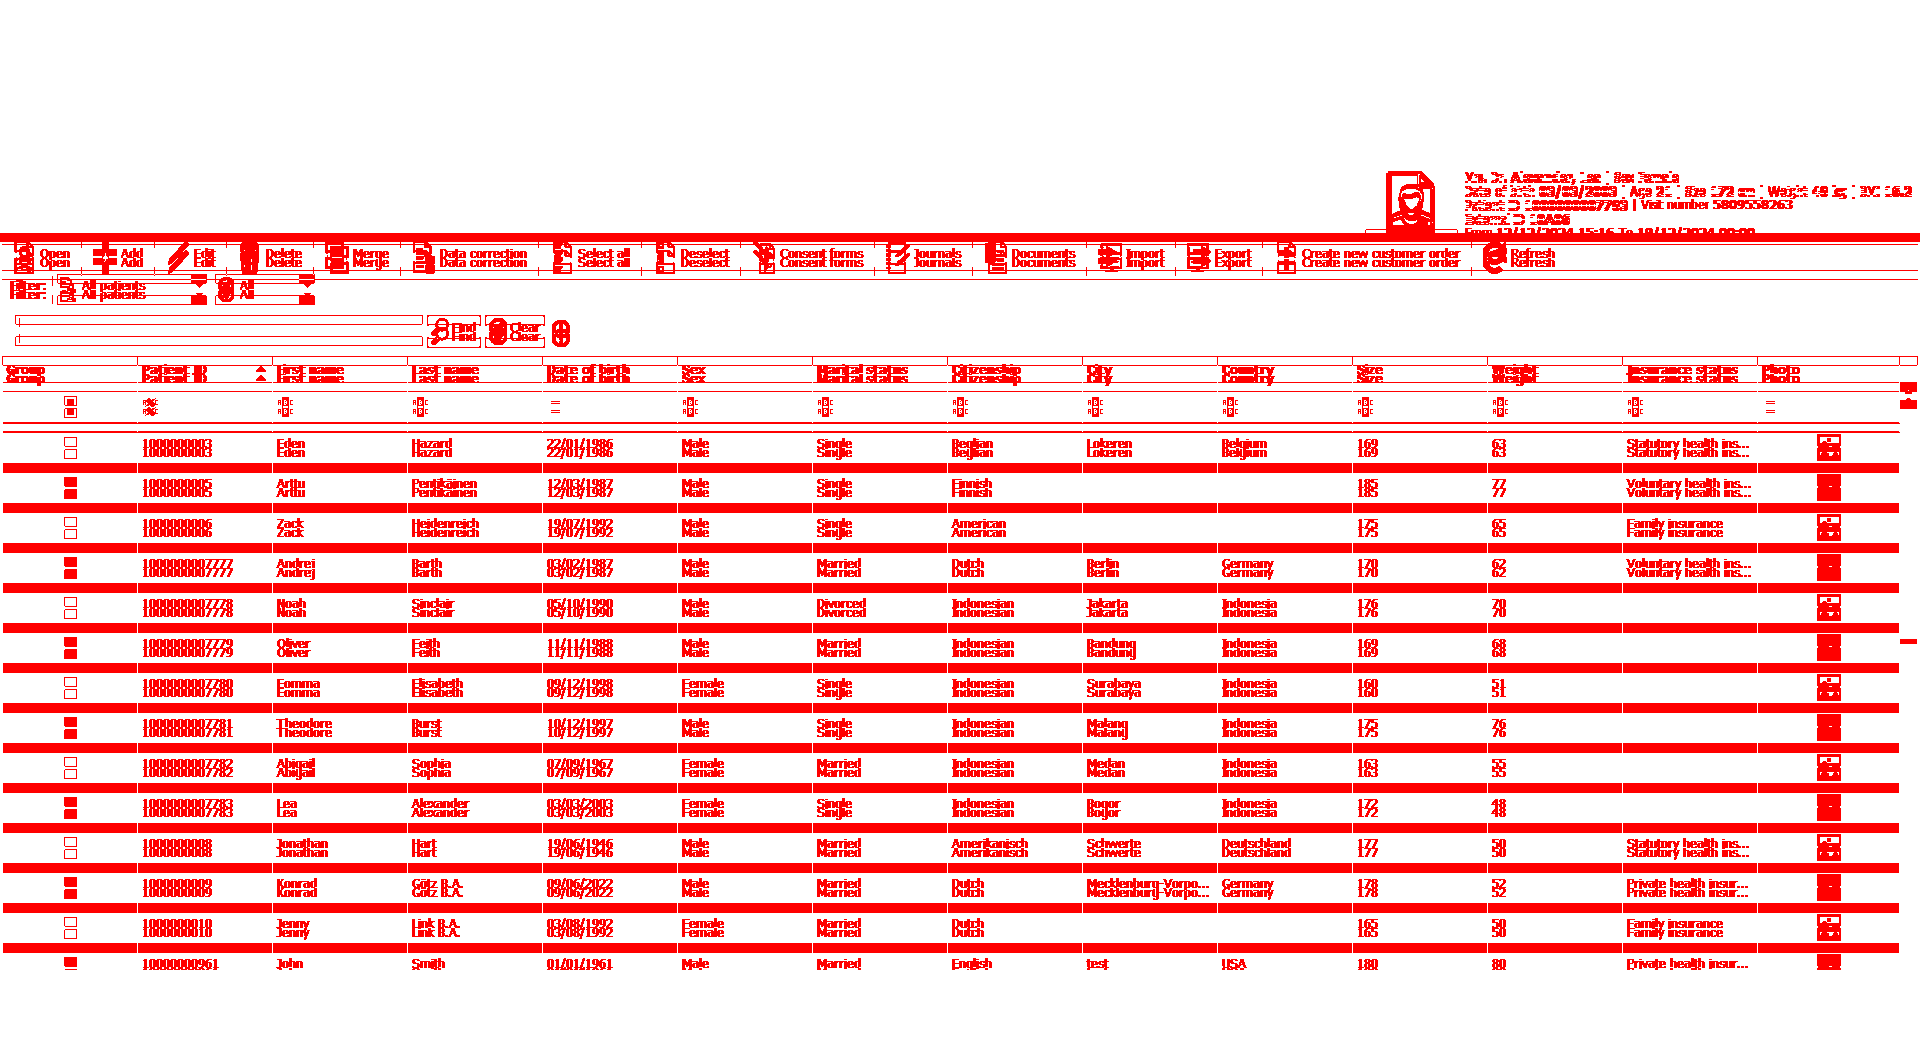 Mrs. Dr. Alexander, Lea | Sex Female
Date of birth 03/03/2003 | Age 21 | Size 172 cm | Weight 48 kg | BMI 16.2
Patient ID 1000000007783 | Visit number 5809558263
From 12/12/2024 15:16 To 19/12/2024 00:00
Open Add Edit Delete Merge Data correction Select all Deselect Consent forms Journals Documents Import Export Create new customer order Refresh
Filter: All patients All
Find Clear
Group Patient ID First name Last name Date of birth Sex Marital status Citizenship City Country Size Weight Insurance status Photo
1000000003 Eden Hazard 22/01/1986 Male Single Beglian Lokeren Belgium 169 63 Statutory health ins...
1000000005 Arttu Pentikäinen 12/03/1987 Male Single Finnish 185 77 Voluntary health ins...
1000000006 Zack Heidenreich 19/07/1992 Male Single American 175 65 Family insurance
1000000007777 Andrej Barth 03/02/1987 Male Married Dutch Berlin Germany 170 62 Voluntary health ins...
1000000007778 Noah Sinclair 05/10/1990 Male Divorced Indonesian Jakarta Indonesia 176 70
1000000007779 Oliver Feith 11/11/1988 Male Married Indonesian Bandung Indonesia 169 68
1000000007780 Eomma Elisabeth 09/12/1998 Female Single Indonesian Surabaya Indonesia 160 51
1000000007781 Theodore Burst 10/12/1997 Male Single Indonesian Malang Indonesia 175 76
1000000007782 Abigail Sophia 07/09/1967 Female Married Indonesian Medan Indonesia 163 55
1000000007783 Lea Alexander 03/03/2003 Female Single Indonesian Bogor Indonesia 172 48
1000000008 Jonathan Hart 19/06/1946 Male Married Amerikanisch Schwerte Deutschland 177 50 Statutory health ins...
1000000009 Konrad Götz B.A. 09/06/2022 Male Married Dutch Mecklenburg-Vorpo... Germany 178 52 Private health insur...
1000000010 Jenny Link B.A. 03/08/1992 Female Married Dutch 165 50 Family insurance
10000000961 John Smith 01/01/1961 Male Married English test USA 180 80 Private health insur...